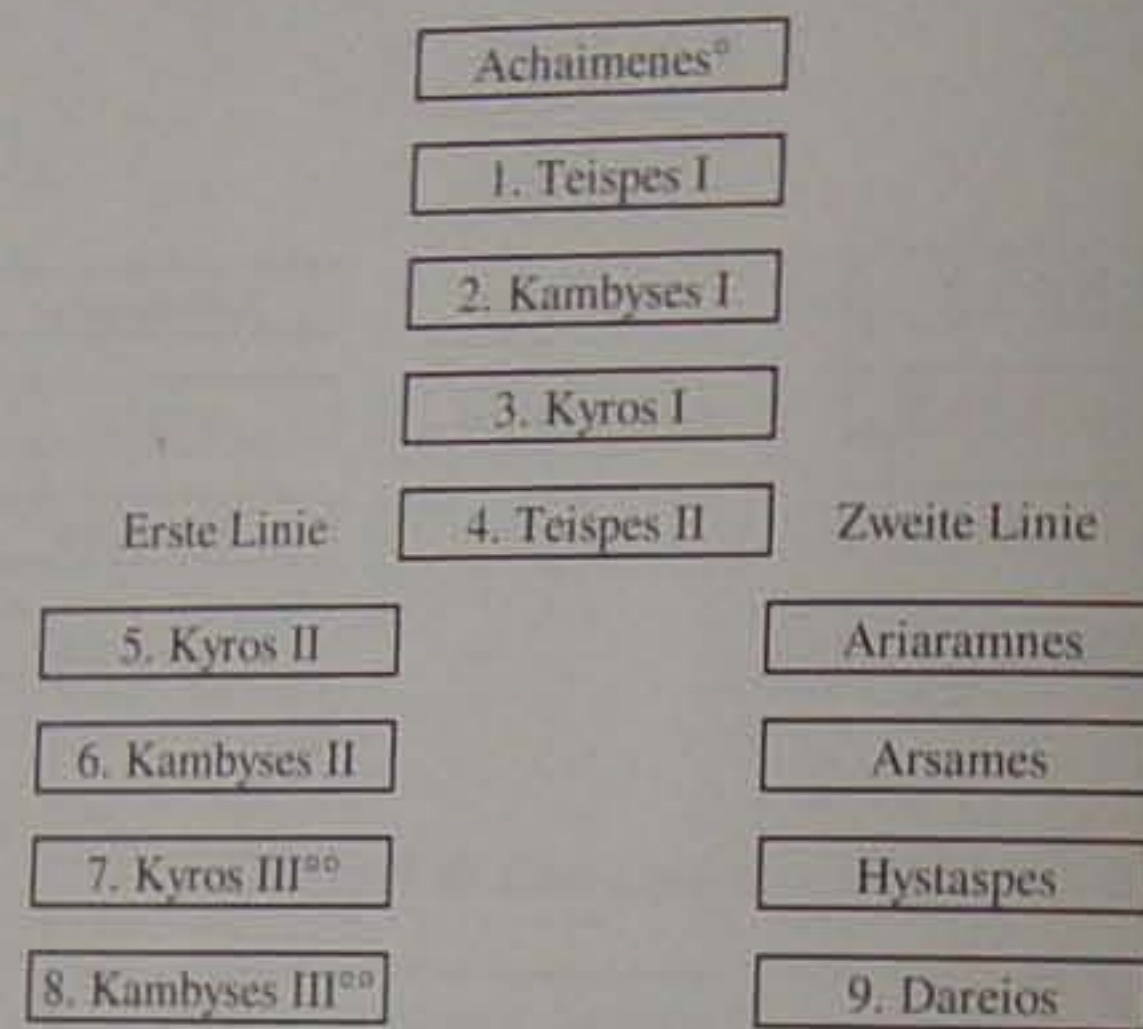 Achaimenes°
1. Teispes I
2. Kambyses I
3. Kyros I
Erste Linie 4. Teispes II Zweite Linie
5. Kyros II Ariaramnes
6. Kambyses II Arsames
7. Kyros III°° Hystaspes
8. Kambyses III°° 9. Dareios